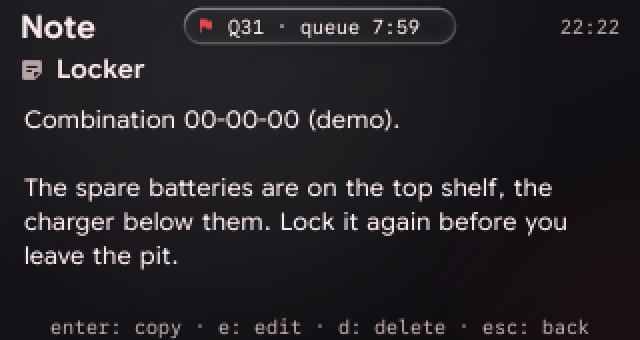 Note
Q31 · queue 7:59
22:22
Locker
Combination 00-00-00 (demo).
The spare batteries are on the top shelf, the
charger below them. Lock it again before you
leave the pit.
enter: copy · e: edit · d: delete · esc: back